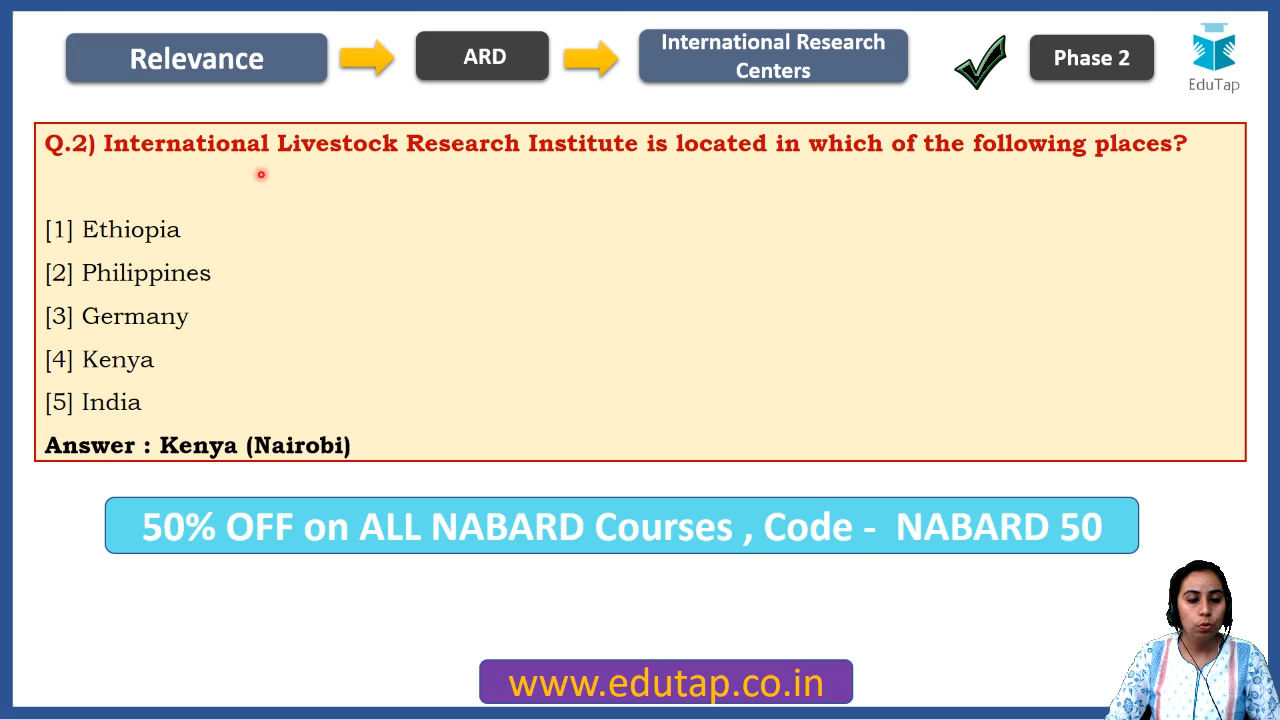 Relevance
ARD
International Research
Centers
Phase 2
EduTap
Q.2) International Livestock Research Institute is located in which of the following places?
[1] Ethiopia
[2] Philippines
[3] Germany
[4] Kenya
[5] India
Answer : Kenya (Nairobi)
50% OFF on ALL NABARD Courses , Code - NABARD 50
www.edutap.co.in